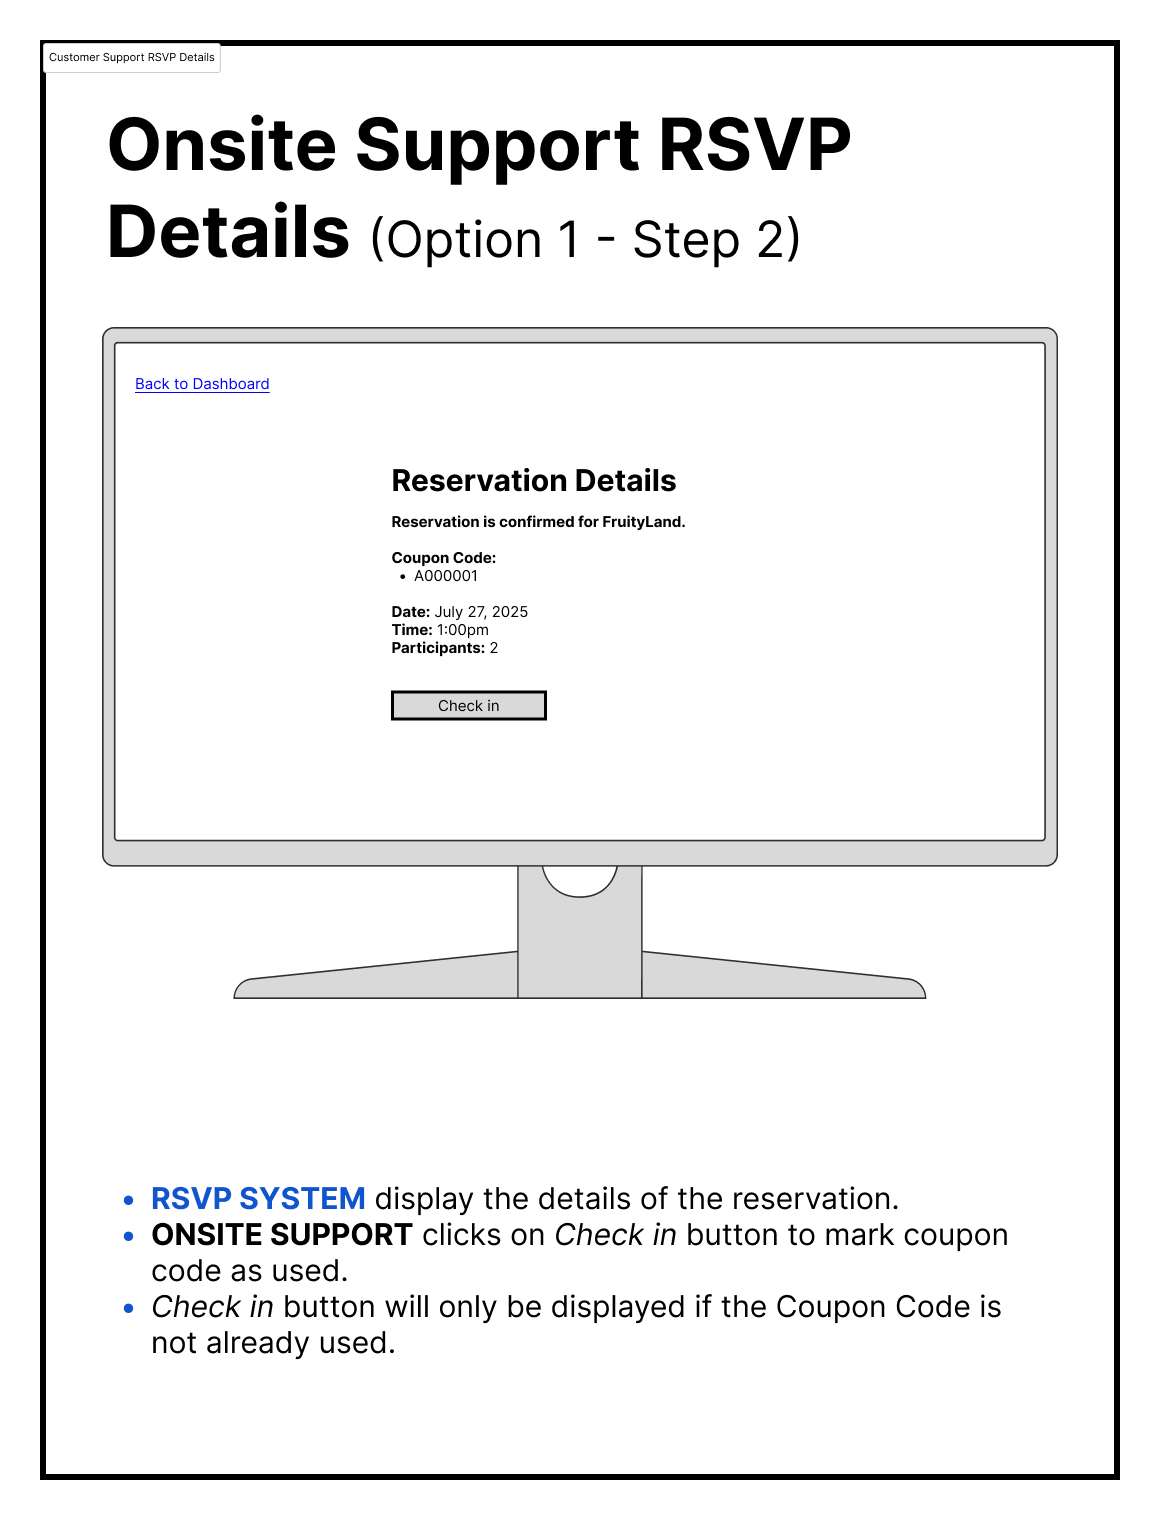 Customer Support RSVP Details
Onsite Support RSVP
Details (Option 1 - Step 2)
Back to Dashboard
Reservation Details
Reservation is confirmed for FruityLand.
Coupon Code:
• A000001
Date: July 27, 2025
Time: 1:00pm
Participants: 2
Check in
• RSVP SYSTEM display the details of the reservation.
• ONSITE SUPPORT clicks on Check in button to mark coupon
code as used.
• Check in button will only be displayed if the Coupon Code is
not already used.